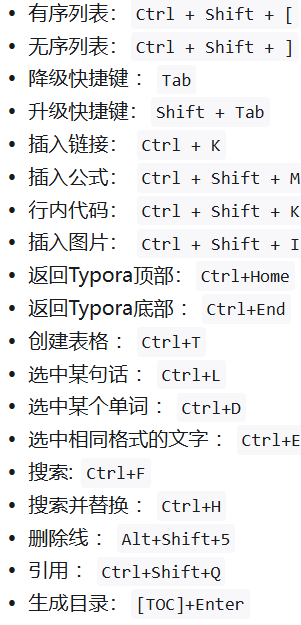 • 有序列表： Ctrl + Shift + [
• 无序列表： Ctrl + Shift + ]
• 降级快捷键 ： Tab
• 升级快捷键： Shift + Tab
• 插入链接： Ctrl + K
• 插入公式： Ctrl + Shift + M
• 行内代码： Ctrl + Shift + K
• 插入图片： Ctrl + Shift + I
• 返回Typora顶部： Ctrl+Home
• 返回Typora底部 ： Ctrl+End
• 创建表格 ： Ctrl+T
• 选中某句话 ： Ctrl+L
• 选中某个单词 ： Ctrl+D
• 选中相同格式的文字 ： Ctrl+E
• 搜索: Ctrl+F
• 搜索并替换 ： Ctrl+H
• 删除线 ： Alt+Shift+5
• 引用 ： Ctrl+Shift+Q
• 生成目录： [TOC]+Enter